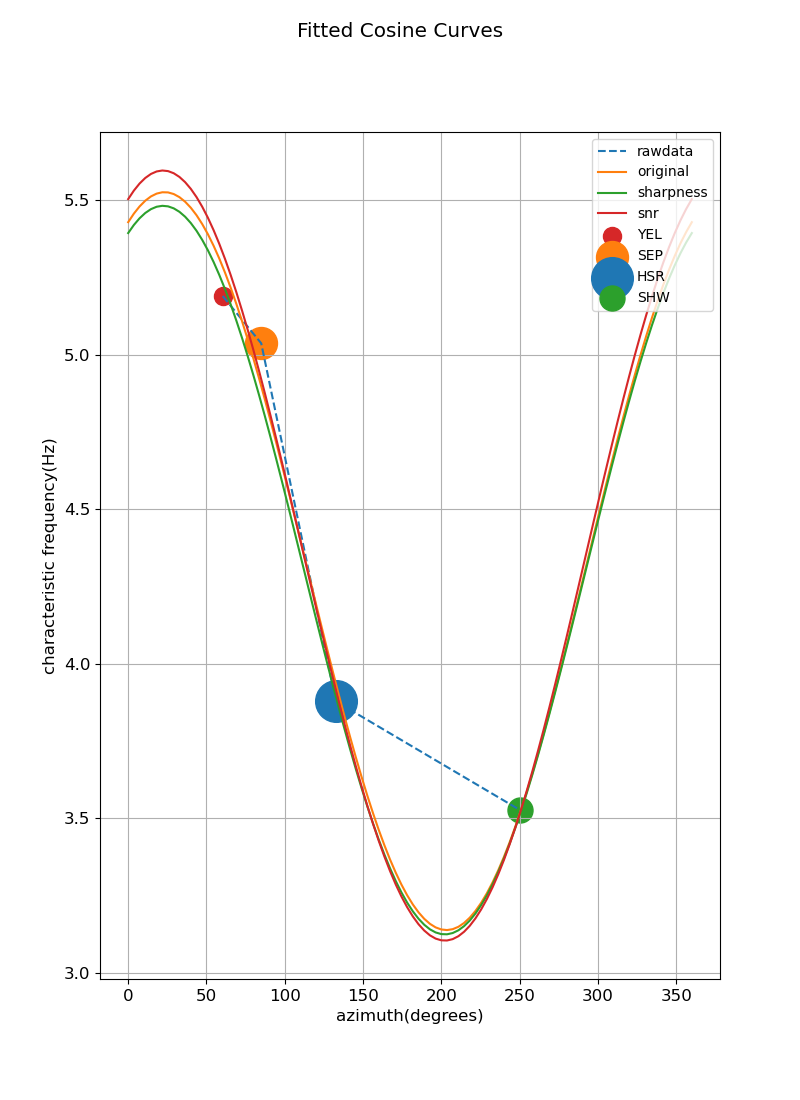 Fitted Cosine Curves
rawdata
original
sharpness
snr
YEL
SEP
HSR
SHW
characteristic frequency(Hz)
5.5
5.0
4.5
4.0
3.5
3.0
0 50 100 150 200 250 300 350
azimuth(degrees)